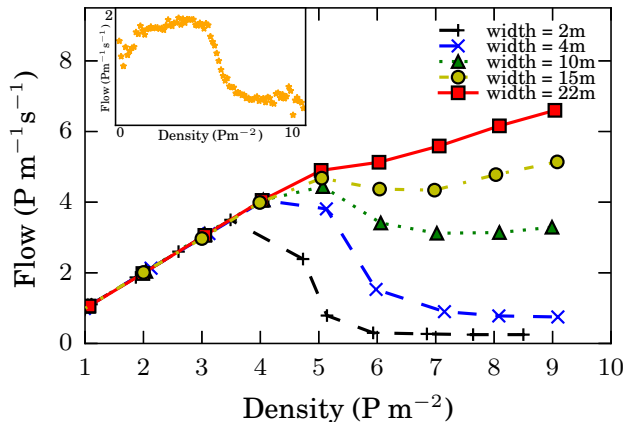 Flow (P m⁻¹s⁻¹)
8
6
4
2
0
1 2 3 4 5 6 7 8 9 10
Density (P m⁻²)
width = 2m
width = 4m
width = 10m
width = 15m
width = 22m
Flow (Pm⁻¹s⁻¹)
2
0 10
Density (Pm⁻²)